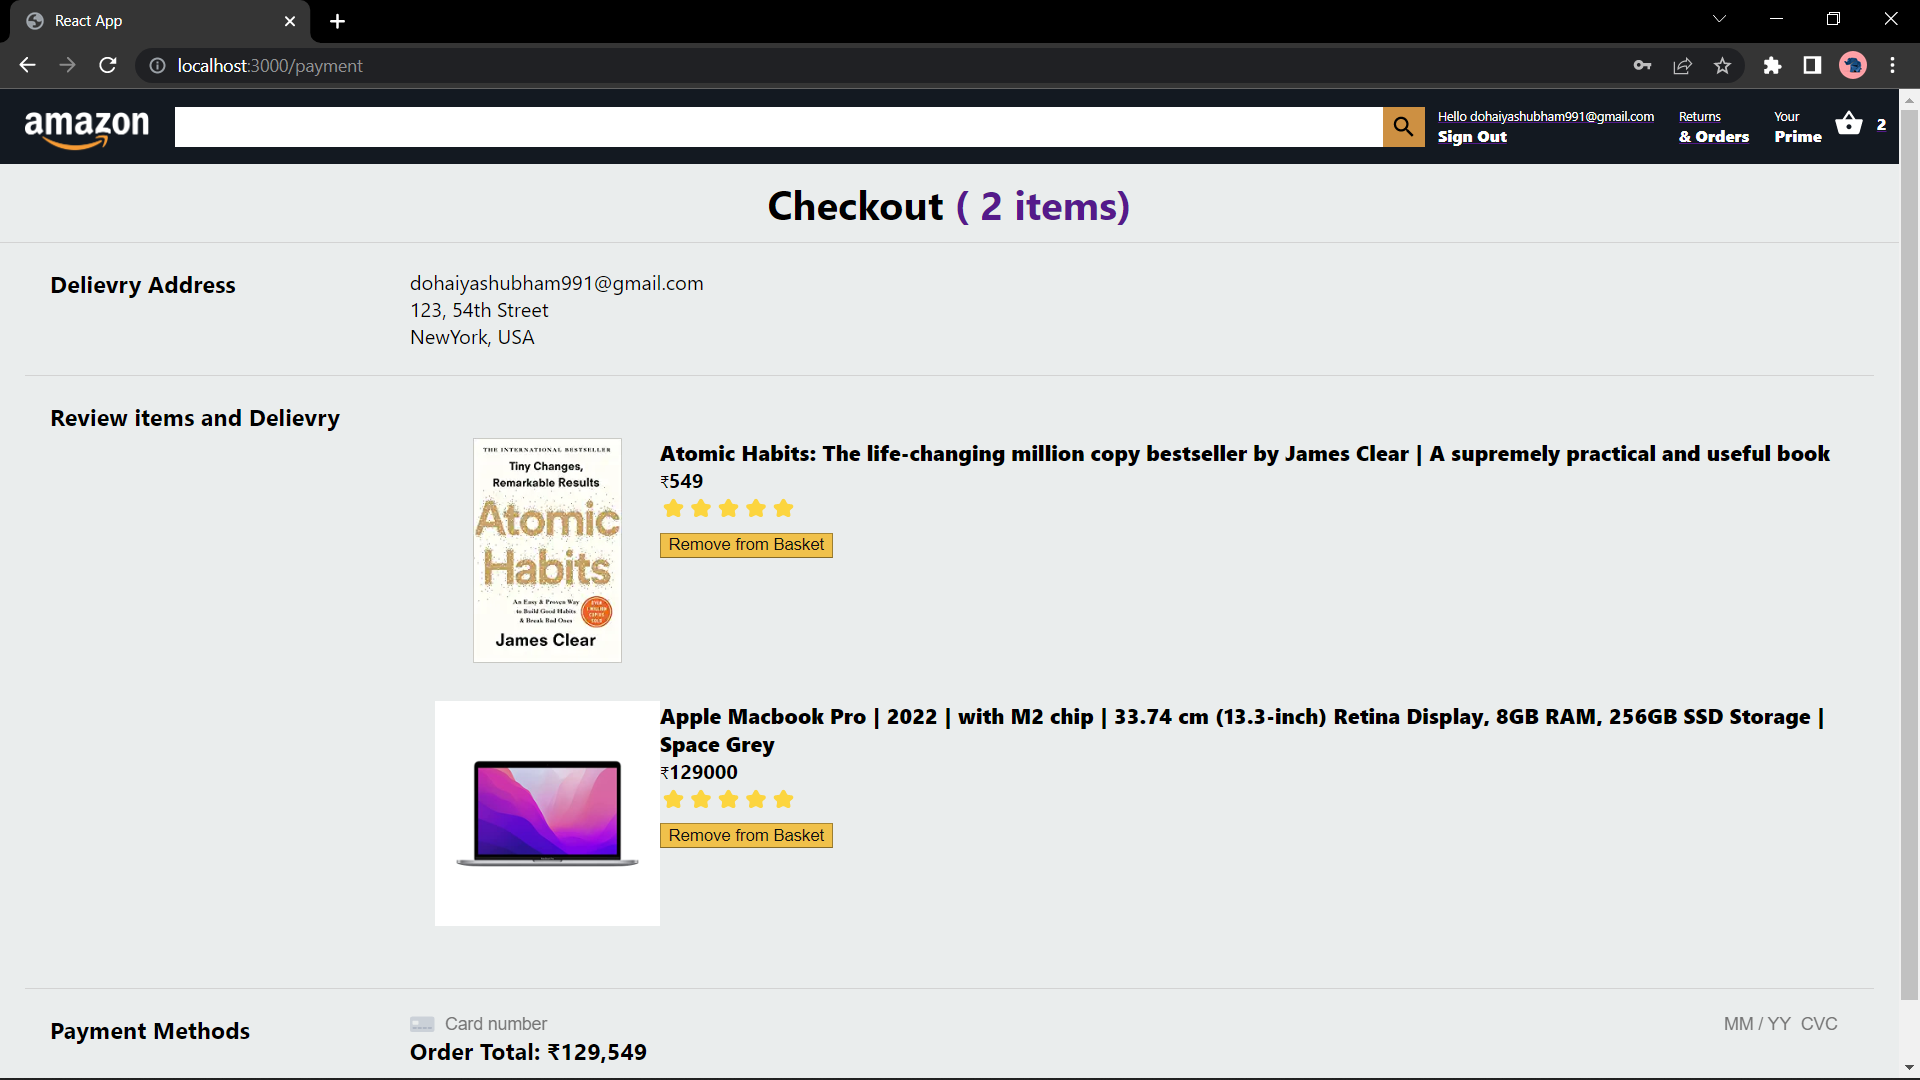 React App
localhost:3000/payment
amazon
Hello dohaiyashubham991@gmail.com
Sign Out
Returns
& Orders
Your
Prime
2
Checkout ( 2 items)
Delievry Address
dohaiyashubham991@gmail.com
123, 54th Street
NewYork, USA
Review items and Delievry
THE INTERNATIONAL BESTSELLER
Tiny Changes,
Remarkable Results
Atomic
Habits
An Easy & Proven Way
to Build Good Habits
& Break Bad Ones
OVER
1 MILLION
COPIES
SOLD
James Clear
Atomic Habits: The life-changing million copy bestseller by James Clear | A supremely practical and useful book
₹549
Remove from Basket
Apple Macbook Pro | 2022 | with M2 chip | 33.74 cm (13.3-inch) Retina Display, 8GB RAM, 256GB SSD Storage |
Space Grey
₹129000
Remove from Basket
Payment Methods
Card number
MM / YY CVC
Order Total: ₹129,549